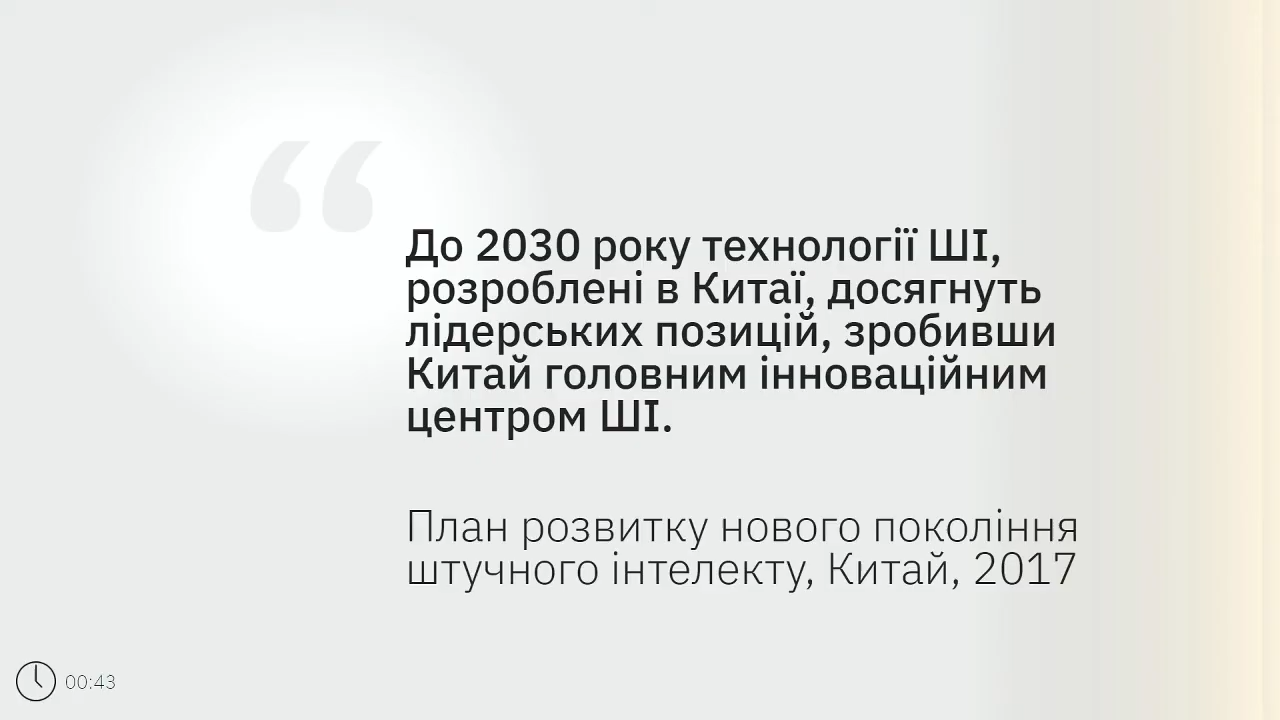 “
До 2030 року технології ШІ,
розроблені в Китаї, досягнуть
лідерських позицій, зробивши
Китай головним інноваційним
центром ШІ.
План розвитку нового покоління
штучного інтелекту, Китай, 2017
00:43